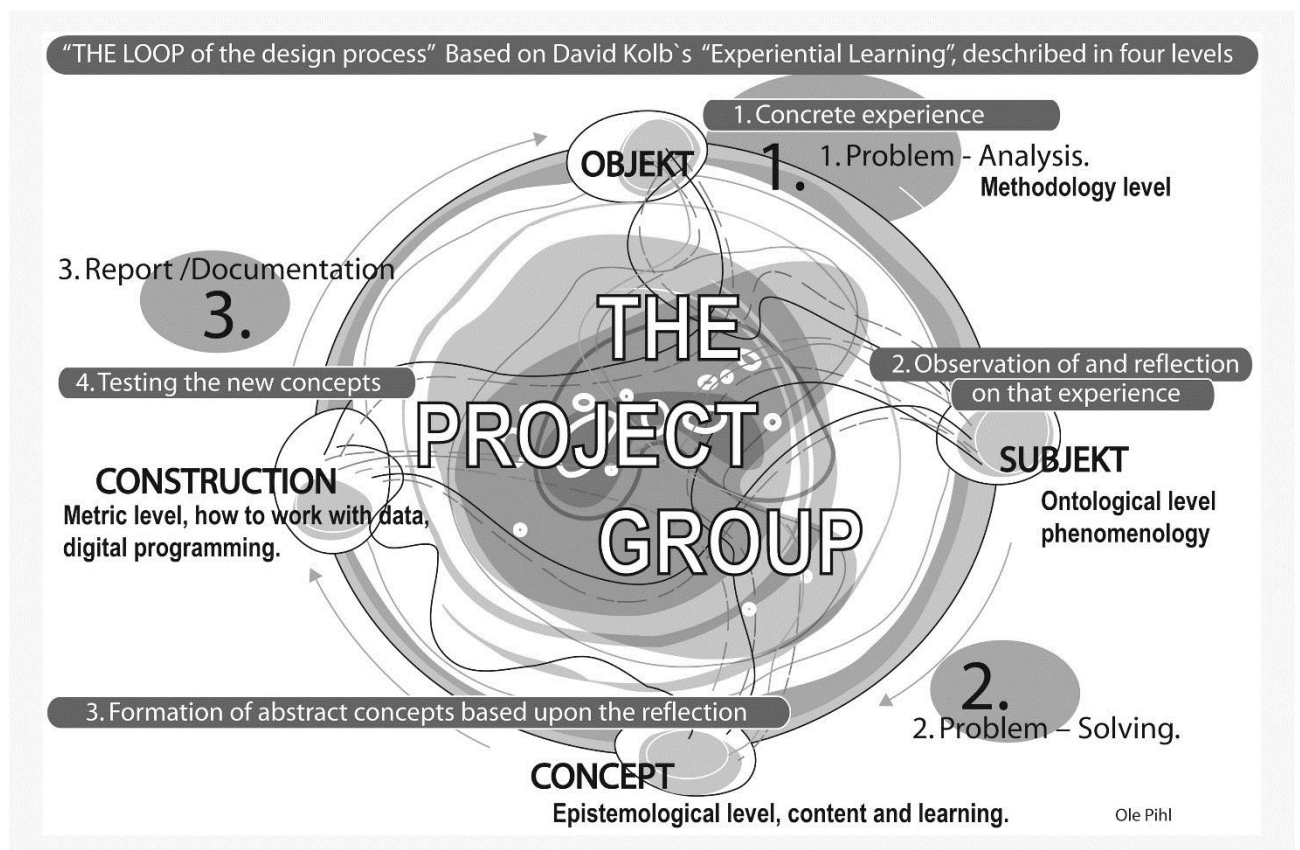 “THE LOOP of the design process” Based on David Kolb`s “Experiential Learning”, deschribed in four levels
1. Concrete experience
OBJEKT
1.
1. Problem - Analysis.
Methodology level
3. Report /Documentation
3.
THE
PROJECT
GROUP
2. Observation of and reflection
on that experience
4. Testing the new concepts
SUBJEKT
Ontological level
phenomenology
CONSTRUCTION
Metric level, how to work with data,
digital programming.
2.
2. Problem – Solving.
3. Formation of abstract concepts based upon the reflection
CONCEPT
Epistemological level, content and learning.
Ole Pihl